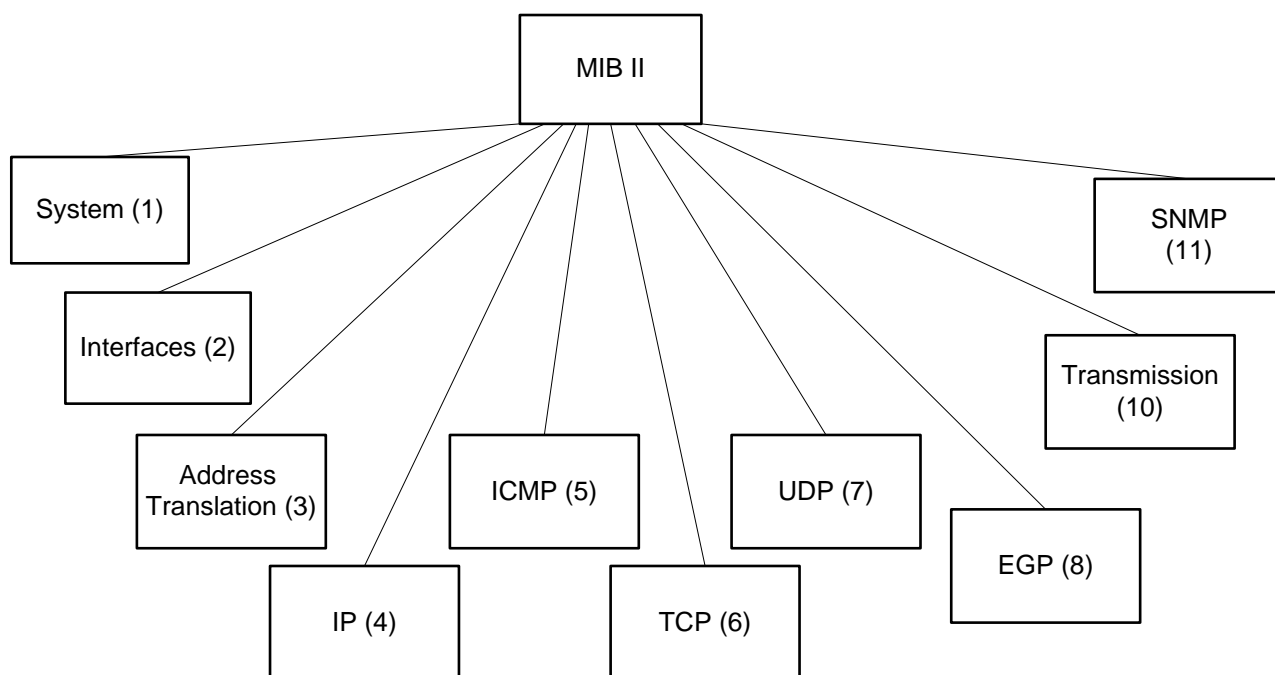 MIB II
System (1)
SNMP
(11)
Interfaces (2)
Transmission
(10)
Address
Translation (3)
ICMP (5)
UDP (7)
EGP (8)
IP (4)
TCP (6)